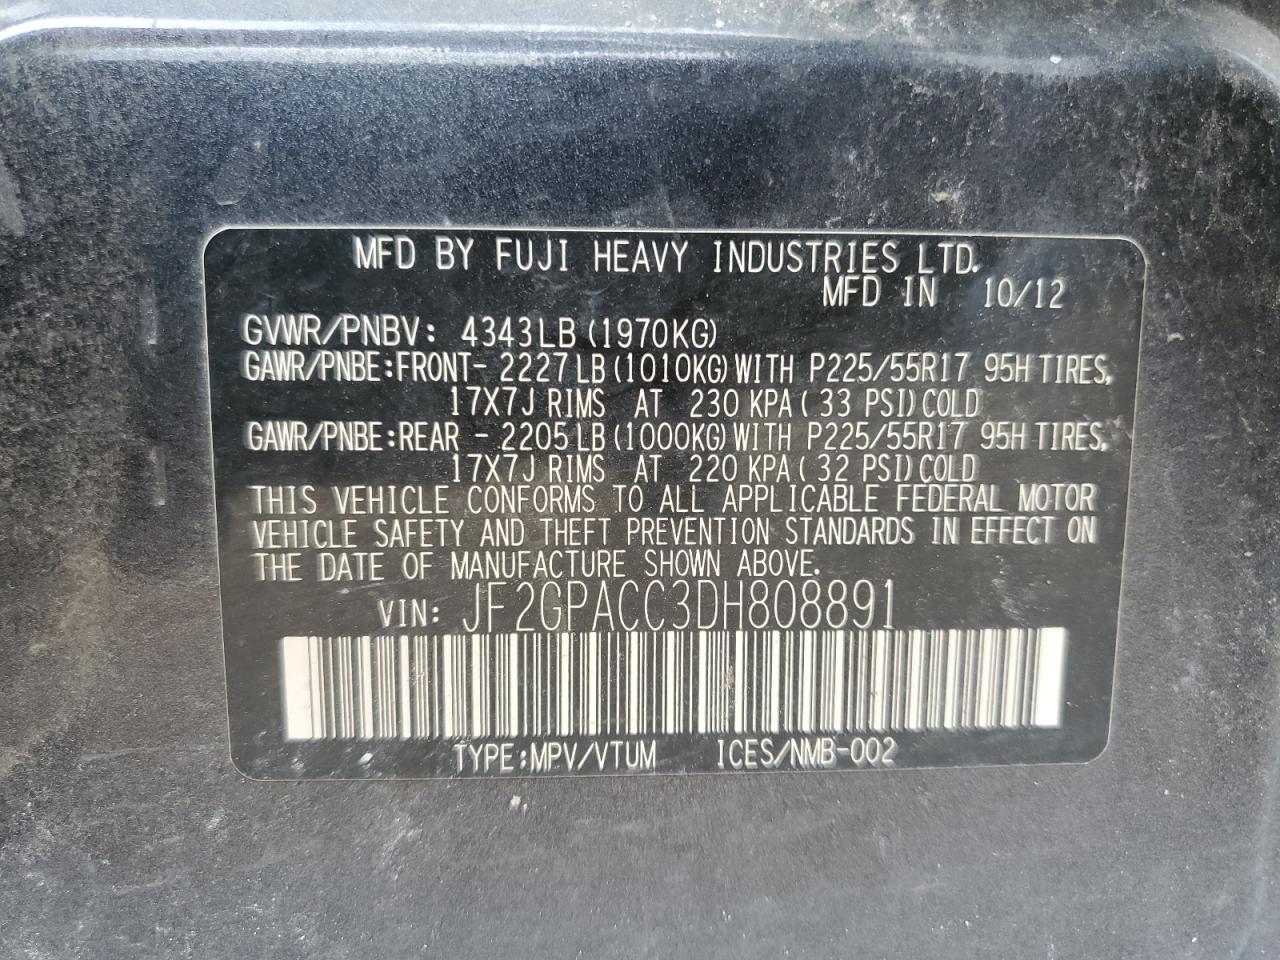 MFD BY FUJI HEAVY INDUSTRIES LTD.
MFD IN 10/12
GVWR/PNBV: 4343LB (1970KG)
GAWR/PNBE:FRONT- 2227LB(1010KG)WITH P225/55R17 95H TIRES,
17X7J RIMS AT 230 KPA( 33 PSI)COLD
GAWR/PNBE:REAR - 2205LB(1000KG)WITH P225/55R17 95H TIRES,
17X7J RIMS AT 220 KPA( 32 PSI)COLD
THIS VEHICLE CONFORMS TO ALL APPLICABLE FEDERAL MOTOR
VEHICLE SAFETY AND THEFT PREVENTION STANDARDS IN EFFECT ON
THE DATE OF MANUFACTURE SHOWN ABOVE.
VIN: JF2GPACC3DH808891
TYPE:MPV/VTUM ICES/NMB-002